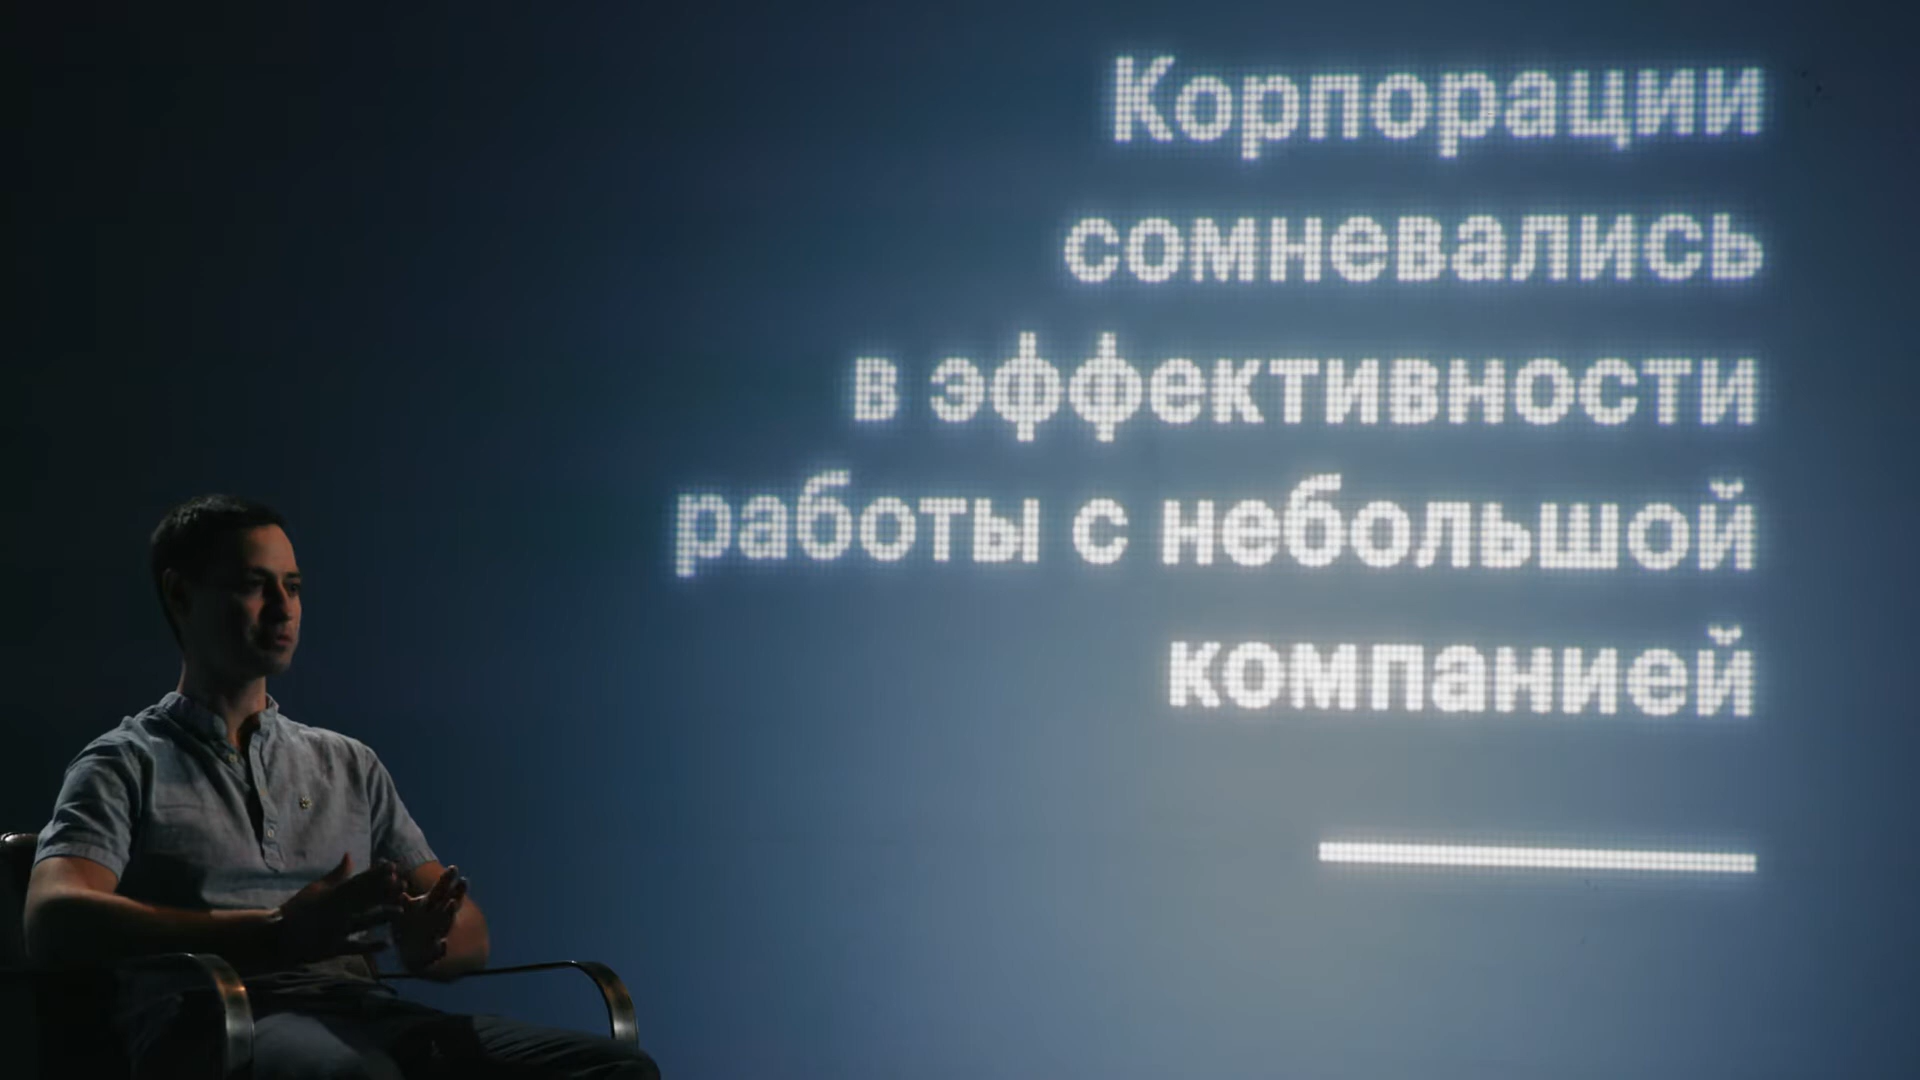 Корпорации
сомневались
в эффективности
работы с небольшой
компанией